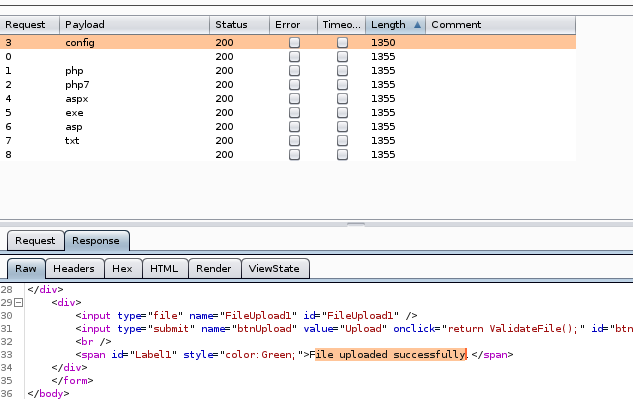 Request Payload Status Error Timeo... Length Comment
3 config 200 1350
0 200 1355
1 php 200 1355
2 php7 200 1355
4 aspx 200 1355
5 exe 200 1355
6 asp 200 1355
7 txt 200 1355
8 200 1355
Request Response
Raw Headers Hex HTML Render ViewState
28 </div>
29 <div>
30 <input type="file" name="FileUpload1" id="FileUpload1" />
31 <input type="submit" name="btnUpload" value="Upload" onclick="return ValidateFile();" id="btn
32 <br />
33 <span id="Label1" style="color:Green;">File uploaded successfully.</span>
34 </div>
35 </form>
36 </body>